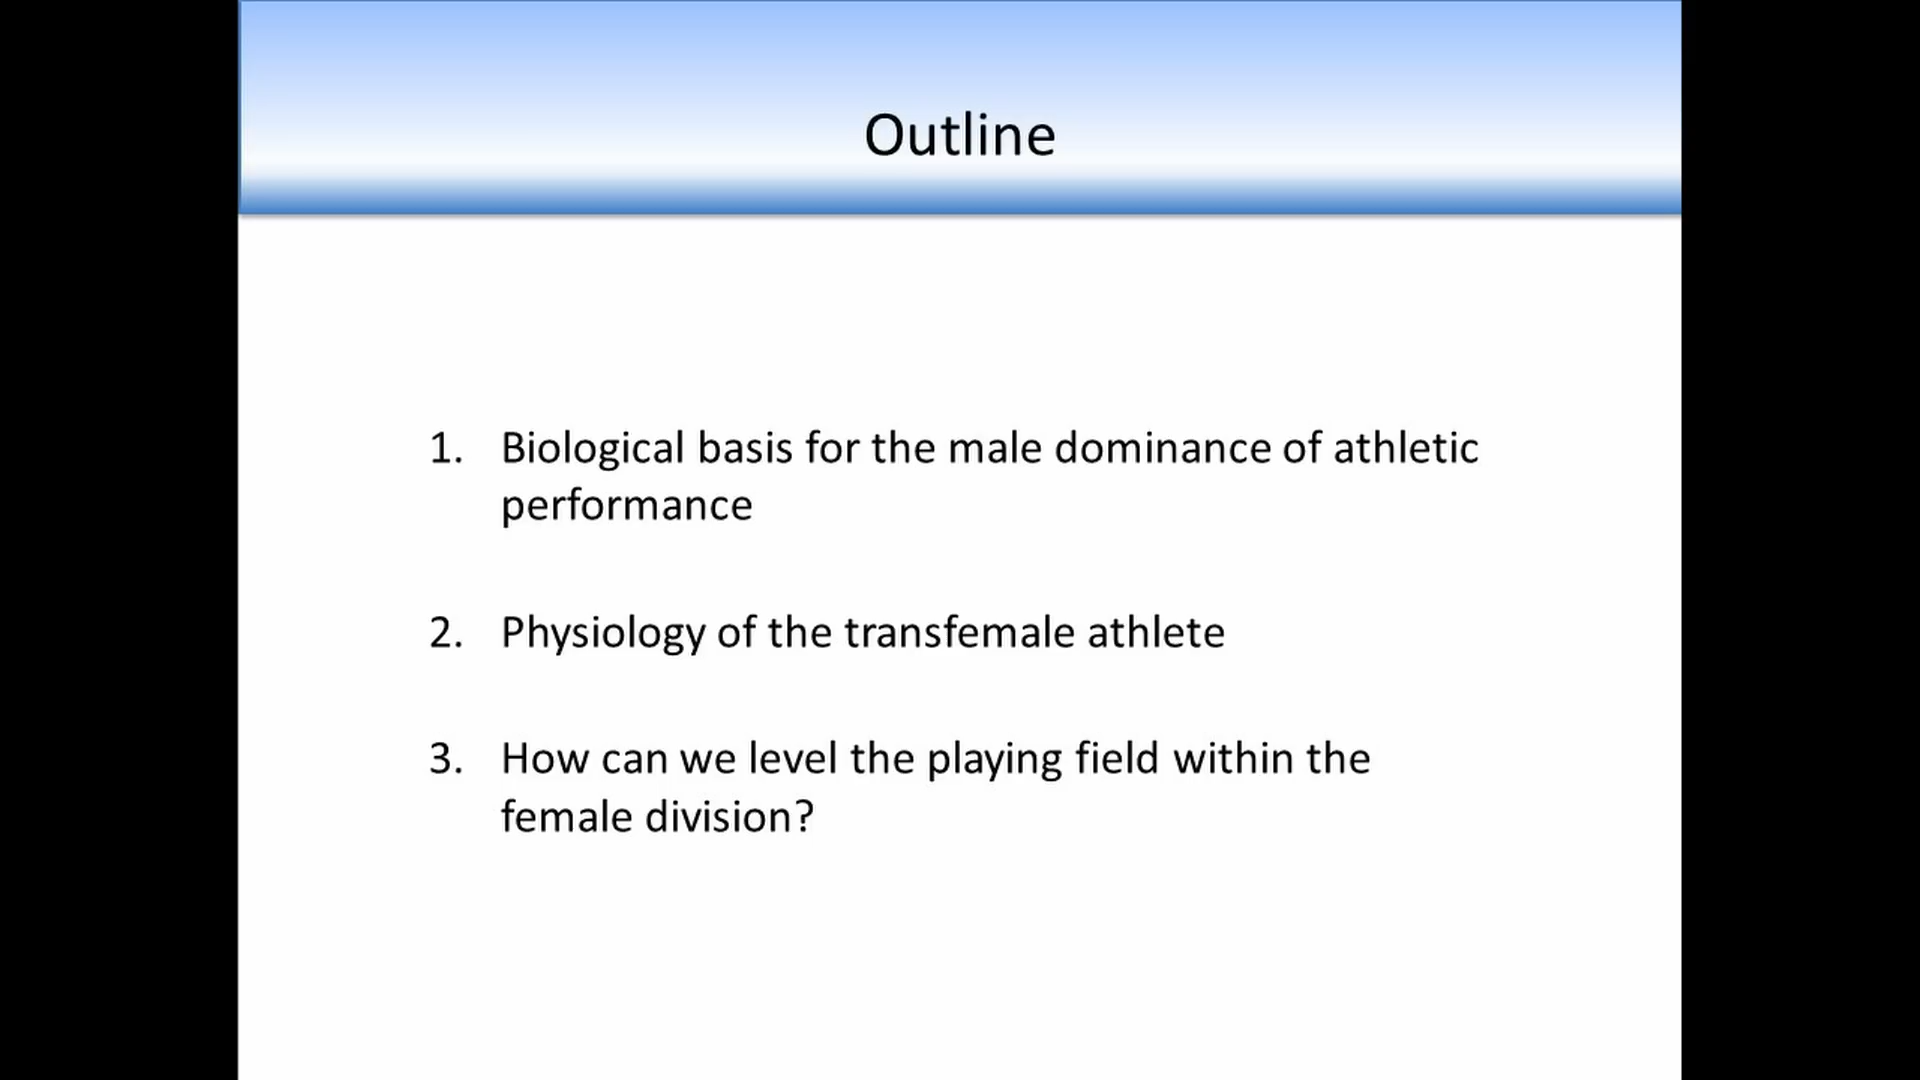 Outline
1. Biological basis for the male dominance of athletic
performance
2. Physiology of the transfemale athlete
3. How can we level the playing field within the
female division?